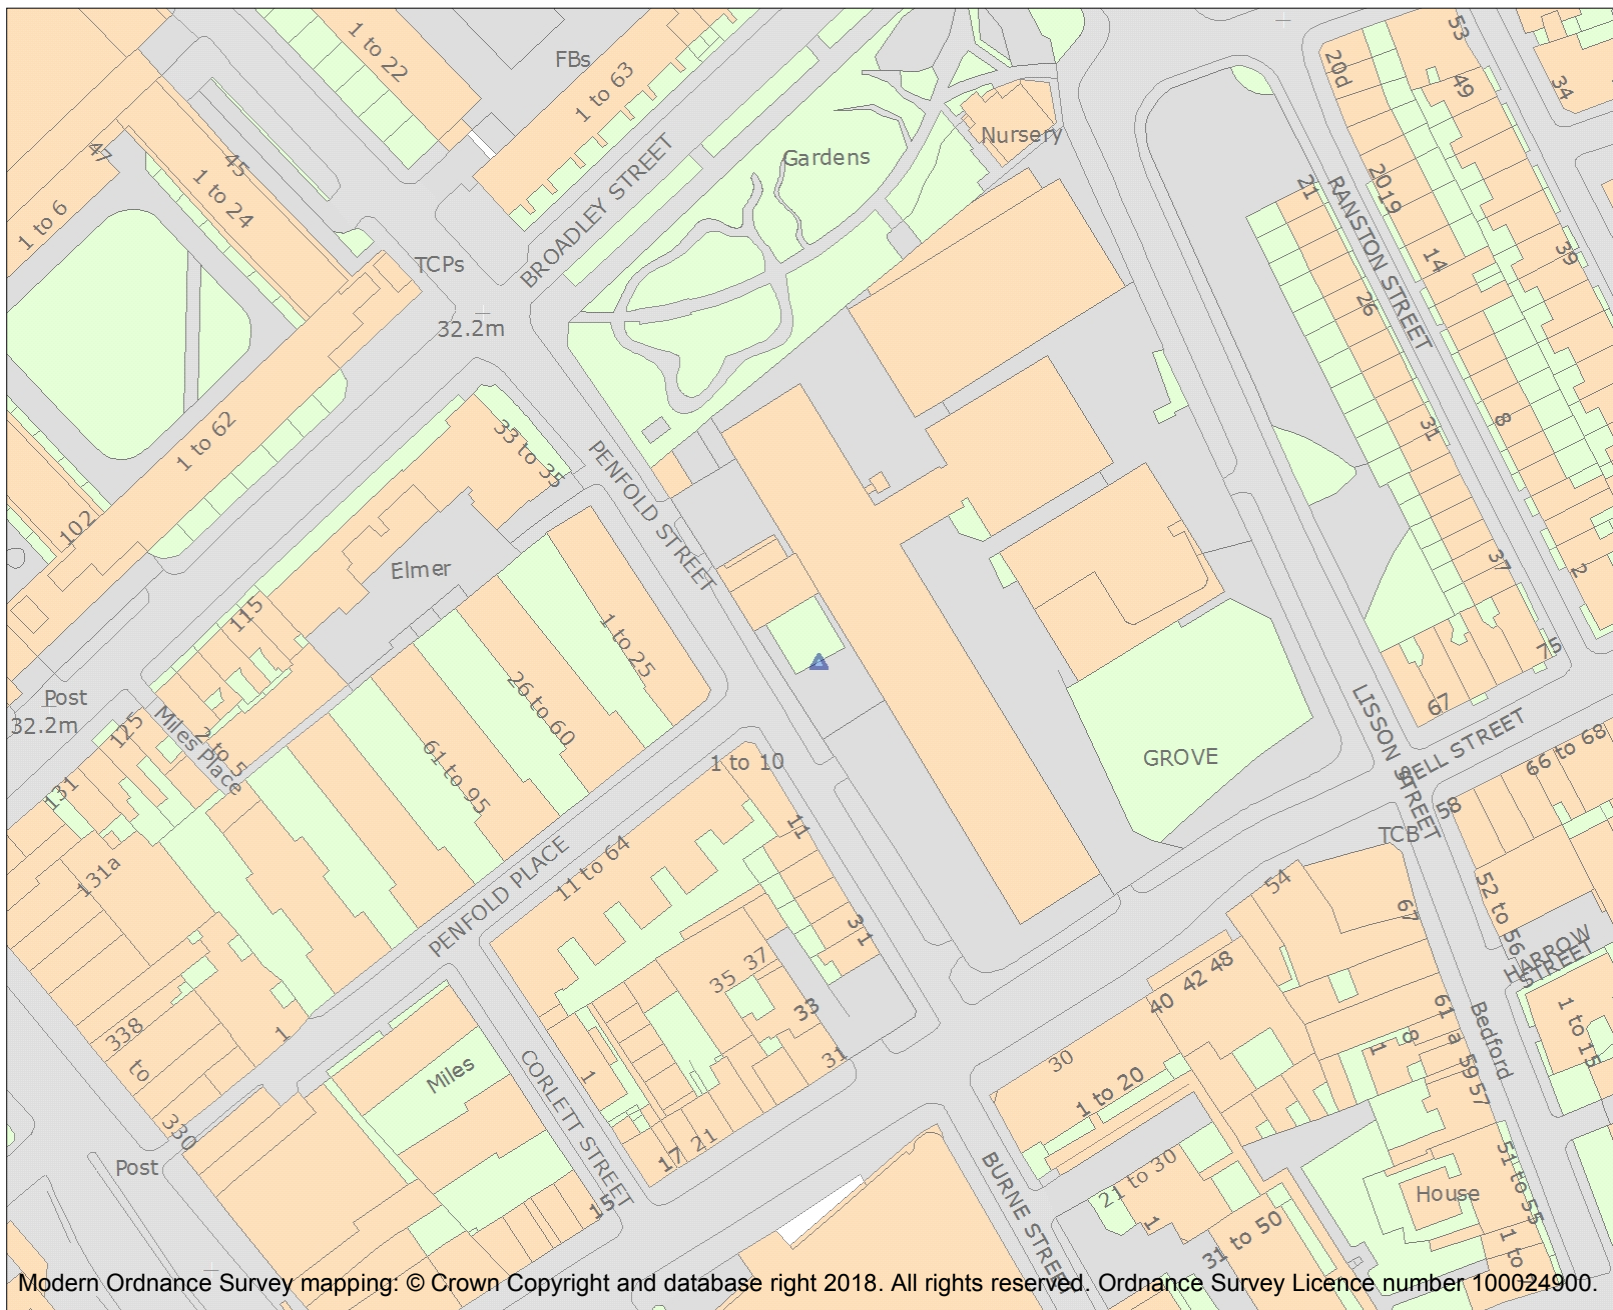 53
1 to 22
FBs
20d
49
34
1 to 63
Nursery
Gardens
47
45
1 to 24
BROADLEY STREET
21
RANSTON STREET
2019
1 to 6
TCPs
14
39
26
32.2m
1 to 62
33 to 35
PENFOLD STREET
31
8
102
Elmer
37
2
115
1 to 25
75
Post
32.2m
125
Miles Place
2 to 5
26 to 60
67
LISSON STREET
BELL STREET
131
61 to 95
1 to 10
GROVE
66 to 68
58
TCB
11
131a
PENFOLD PLACE
11 to 64
54
52 to 56
67
31
HARROW
STREET
35
37
42
48
40
33
338
to
1
61
a
8
1
Bedford
1 to 15
31
30
Miles
1
CORLETT STREET
1 to 20
59
57
330
Post
17
21
15
BURNE STREET
21 to 30
1
31 to 50
House
51 to 55
1 to
Modern Ordnance Survey mapping: © Crown Copyright and database right 2018. All rights reserved. Ordnance Survey Licence number 100024900.